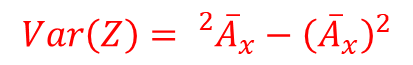 Var(Z) = ²Ā_x − (Ā_x)²